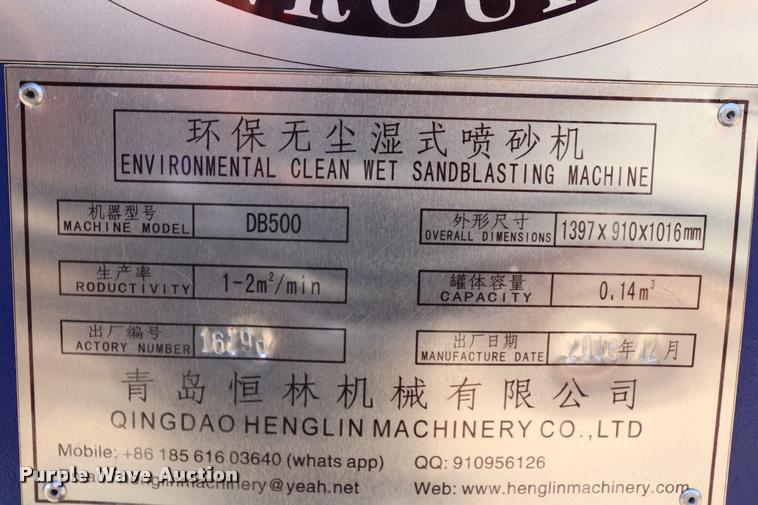 环保无尘湿式喷砂机
ENVIRONMENTAL CLEAN WET SANDBLASTING MACHINE
机器型号
MACHINE MODEL
DB500
外形尺寸
OVERALL DIMENSIONS
1397x910x1016mm
生产率
RODUCTIVITY
1-2m²/min
罐体容量
CAPACITY
0.14m³
出厂编号
ACTORY NUMBER
出厂日期
MANUFACTURE DATE
年 月
青岛恒林机械有限公司
QINGDAO HENGLIN MACHINERY CO.,LTD
Mobile: +86 185 616 03640 (whats app) QQ: 910956126
henglinmachinery@yeah.net Web: www.henglinmachinery.com
Purple Wave Auction